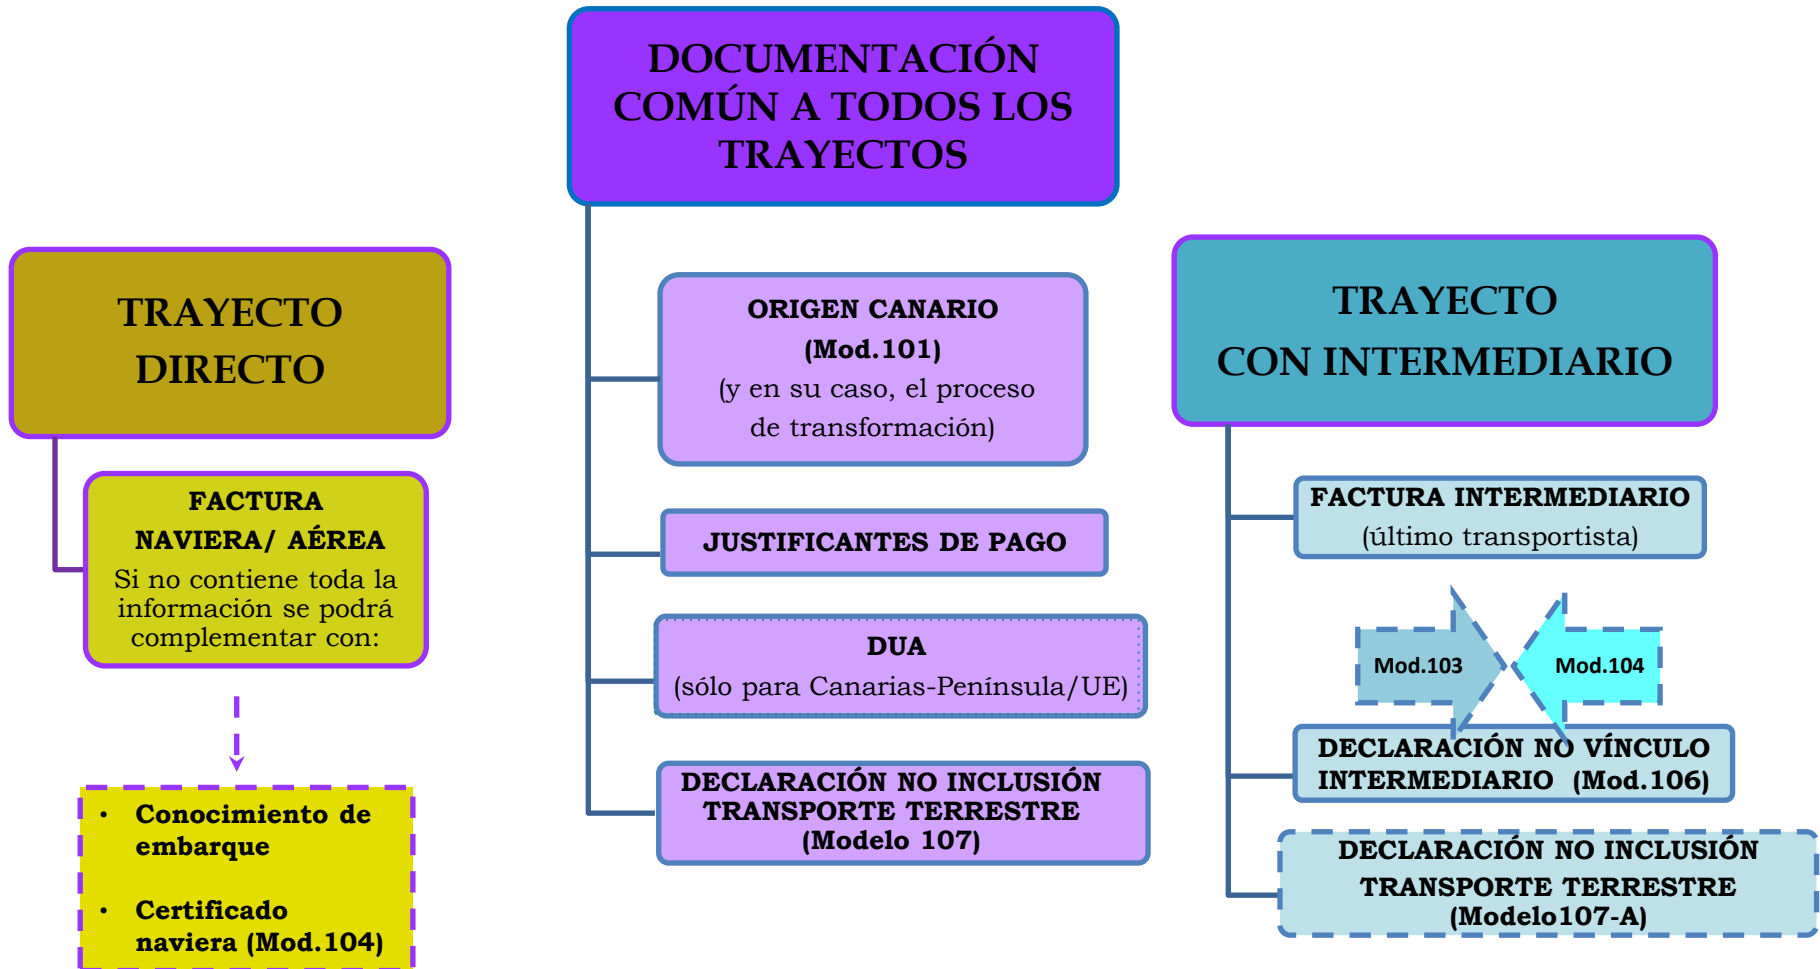 DOCUMENTACIÓN
COMÚN A TODOS LOS
TRAYECTOS
TRAYECTO
DIRECTO
FACTURA
NAVIERA/ AÉREA
Si no contiene toda la
información se podrá
complementar con:
• Conocimiento de
embarque
• Certificado
naviera (Mod.104)
ORIGEN CANARIO
(Mod.101)
(y en su caso, el proceso
de transformación)
JUSTIFICANTES DE PAGO
DUA
(sólo para Canarias-Península/UE)
DECLARACIÓN NO INCLUSIÓN
TRANSPORTE TERRESTRE
(Modelo 107)
TRAYECTO
CON INTERMEDIARIO
FACTURA INTERMEDIARIO
(último transportista)
Mod.103
Mod.104
DECLARACIÓN NO VÍNCULO
INTERMEDIARIO (Mod.106)
DECLARACIÓN NO INCLUSIÓN
TRANSPORTE TERRESTRE
(Modelo107-A)